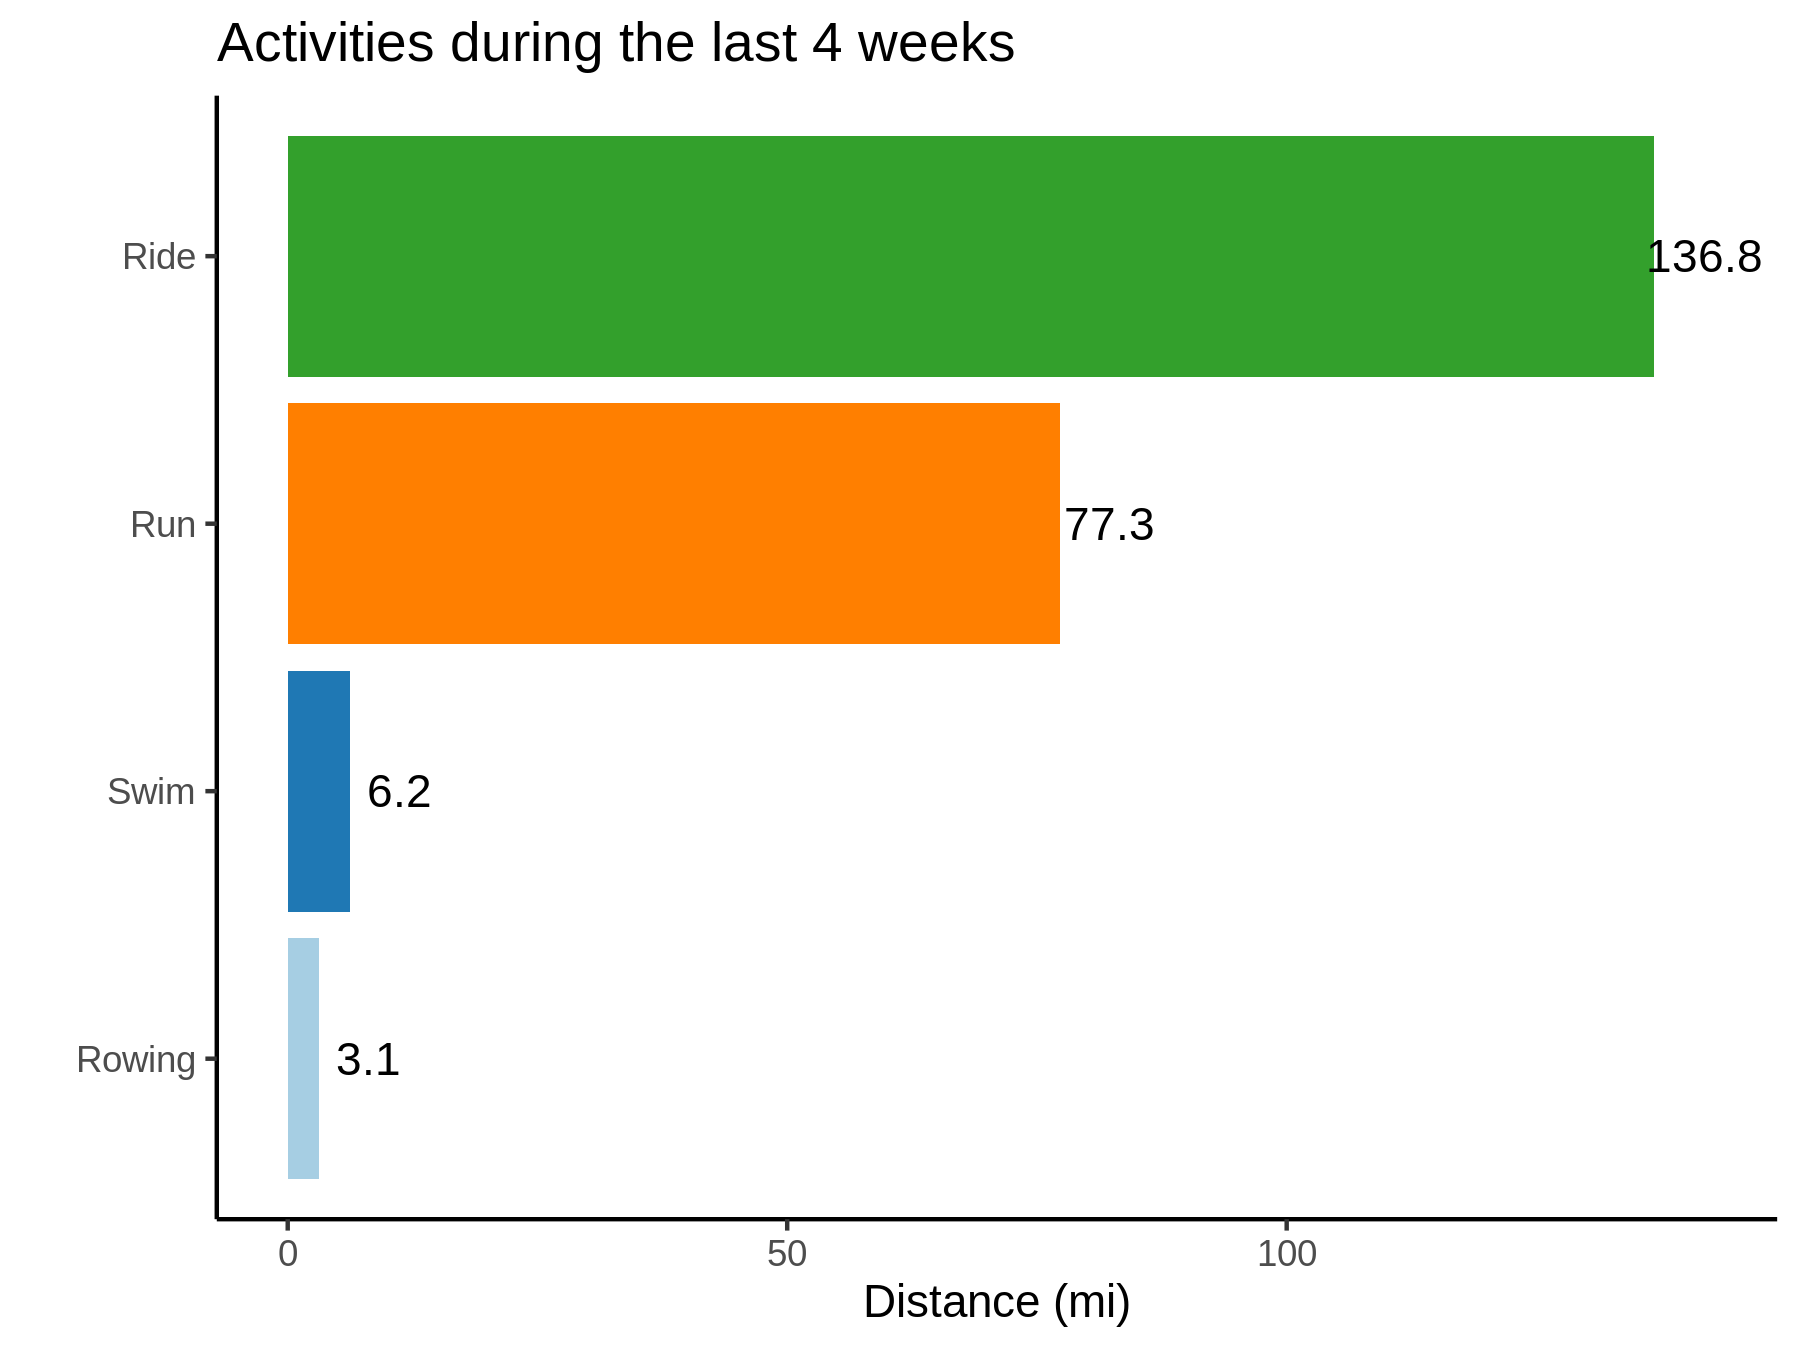 Activities during the last 4 weeks
Ride
136.8
Run
77.3
Swim
6.2
Rowing
3.1
0 50 100
Distance (mi)